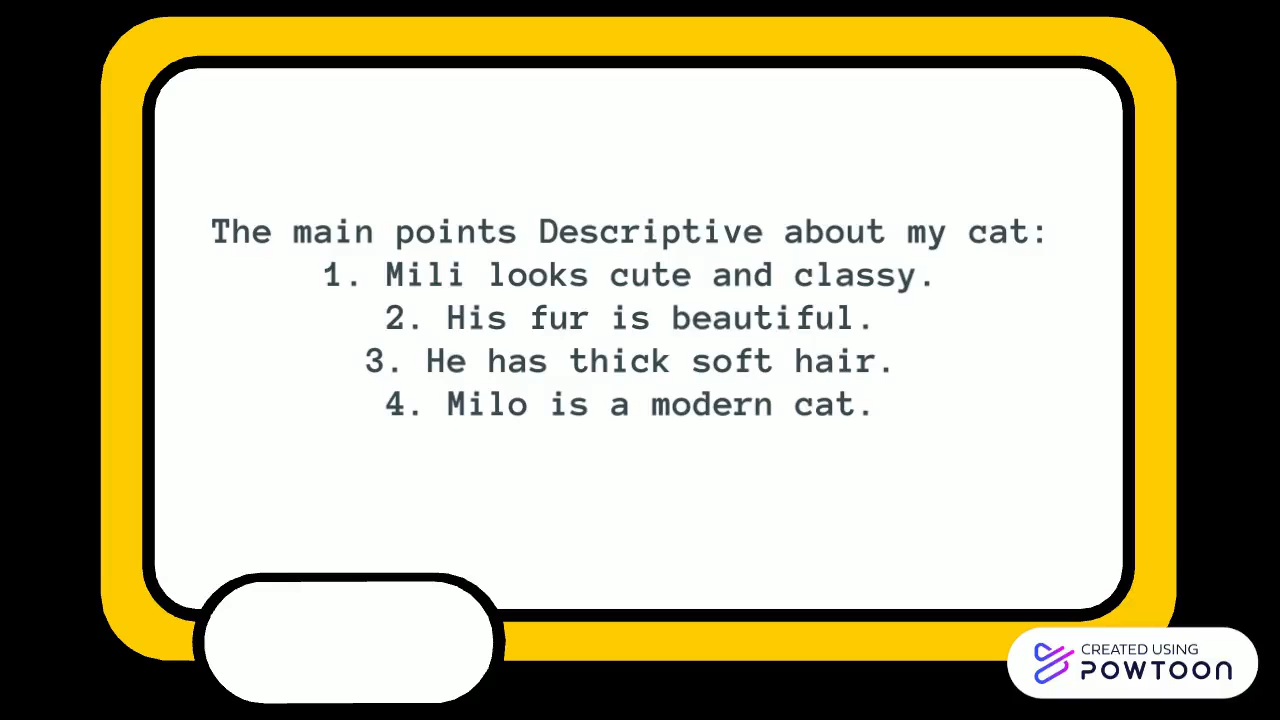 The main points Descriptive about my cat:
1. Mili looks cute and classy.
2. His fur is beautiful.
3. He has thick soft hair.
4. Milo is a modern cat.
CREATED USING
POWTOON